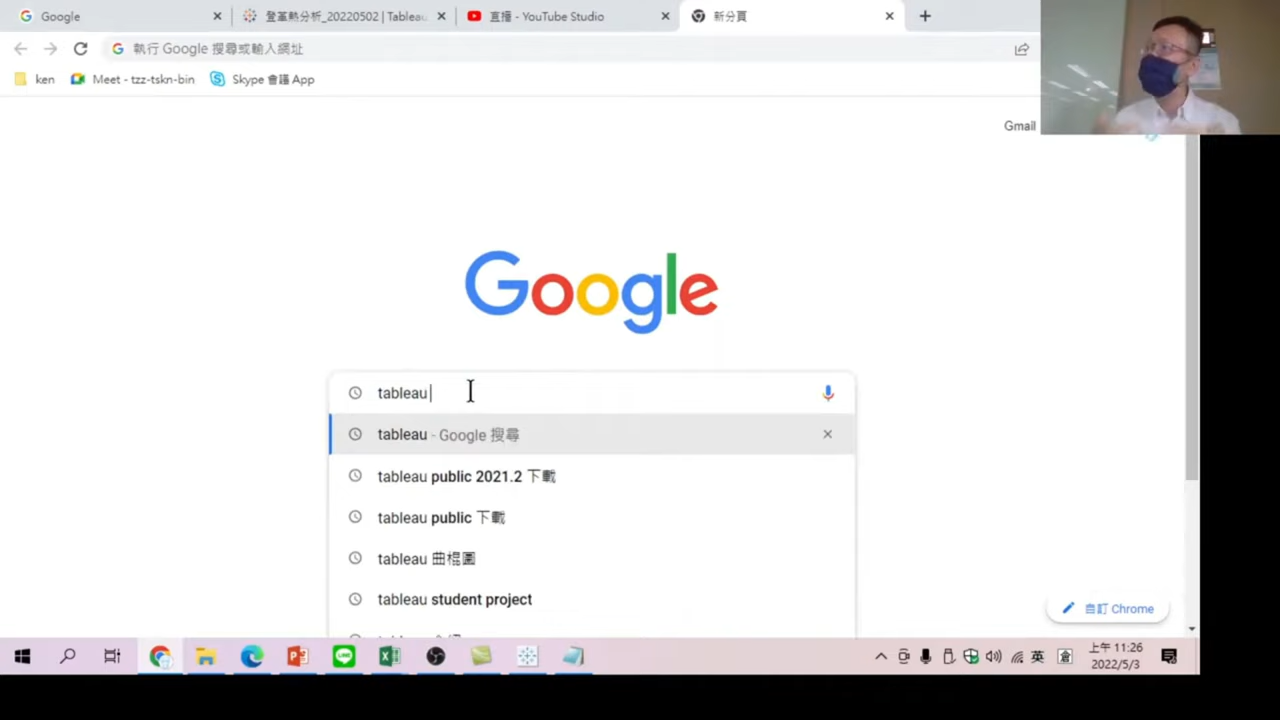 Google
登革熱分析_20220502 | Tableau
直播 - YouTube Studio
新分頁
執行 Google 搜尋或輸入網址
ken
Meet - tzz-tskn-bin
Skype 會議 App
Gmail
Google
tableau
tableau - Google 搜尋
tableau public 2021.2 下載
tableau public 下載
tableau 曲棍圖
tableau student project
自訂 Chrome
英
上午 11:26
2022/5/3